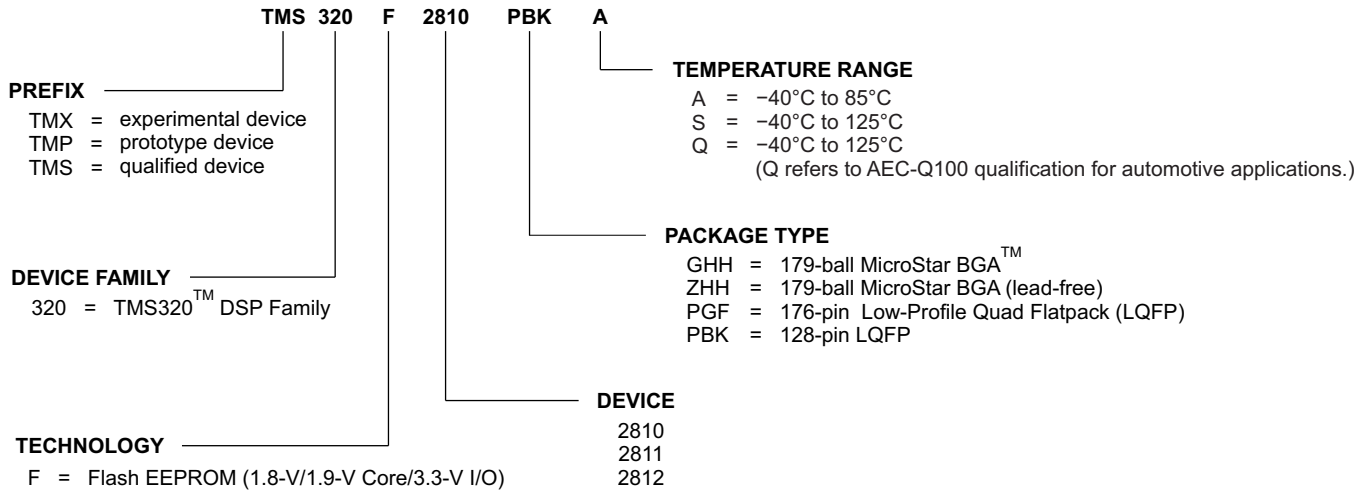 TMS 320 F 2810 PBK A
PREFIX
TMX = experimental device
TMP = prototype device
TMS = qualified device
TEMPERATURE RANGE
A = −40°C to 85°C
S = −40°C to 125°C
Q = −40°C to 125°C
(Q refers to AEC-Q100 qualification for automotive applications.)
DEVICE FAMILY
320 = TMS320™ DSP Family
PACKAGE TYPE
GHH = 179-ball MicroStar BGA™
ZHH = 179-ball MicroStar BGA (lead-free)
PGF = 176-pin Low-Profile Quad Flatpack (LQFP)
PBK = 128-pin LQFP
TECHNOLOGY
F = Flash EEPROM (1.8-V/1.9-V Core/3.3-V I/O)
DEVICE
2810
2811
2812